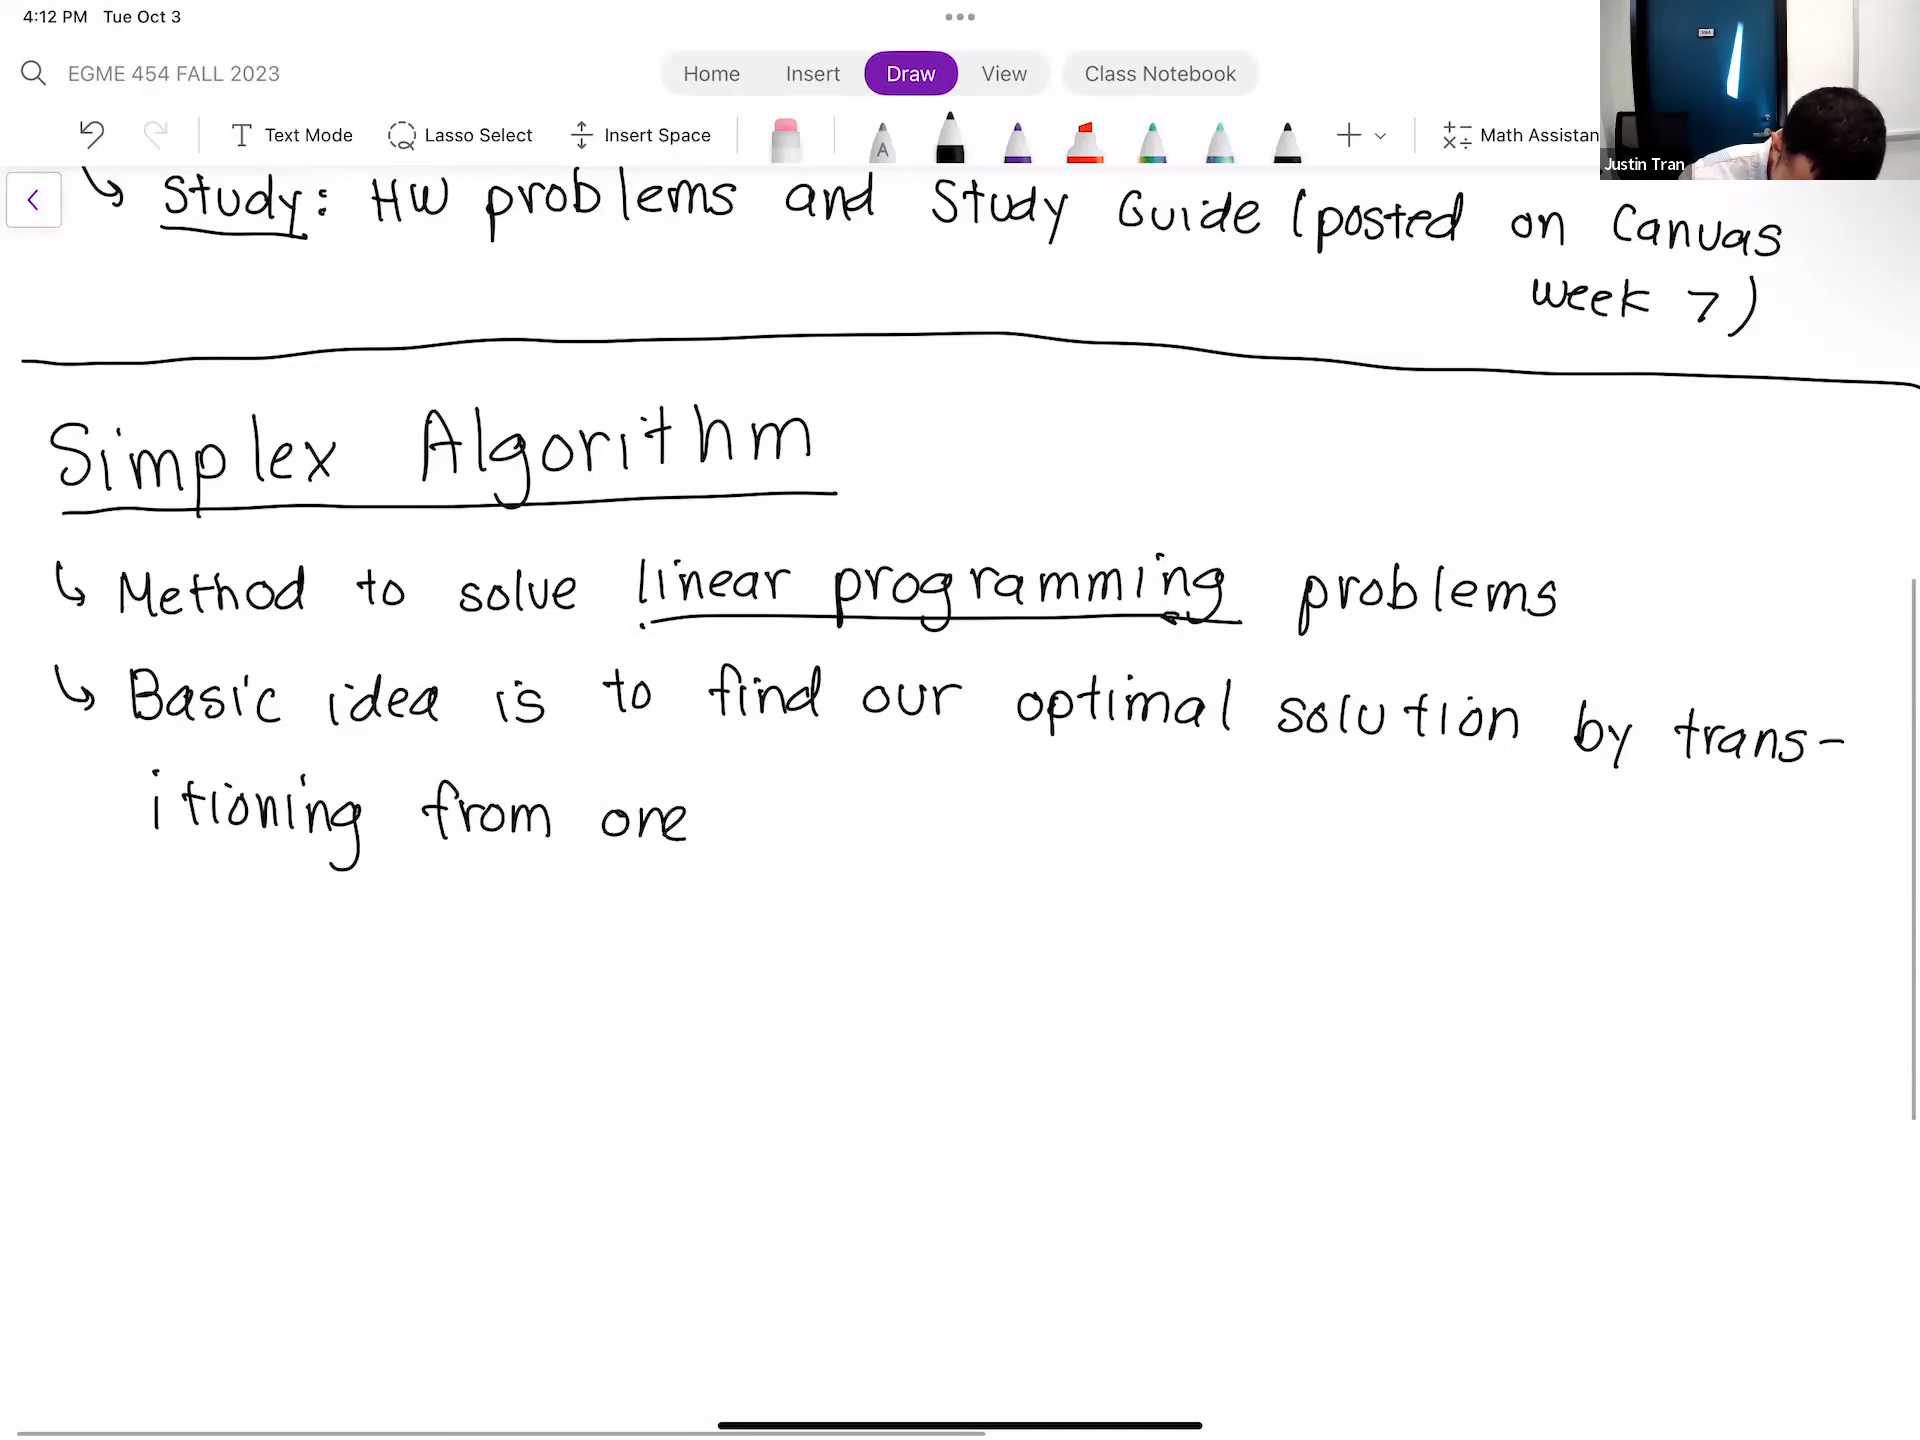 4:12 PM Tue Oct 3
EGME 454 FALL 2023
Home Insert Draw View Class Notebook
Text Mode Lasso Select Insert Space A Math Assistan
Justin Tran
Study: HW problems and Study Guide (posted on Canvas
week 7)
Simplex Algorithm
Method to solve linear programming problems
Basic idea is to find our optimal solution by trans-
itioning from one